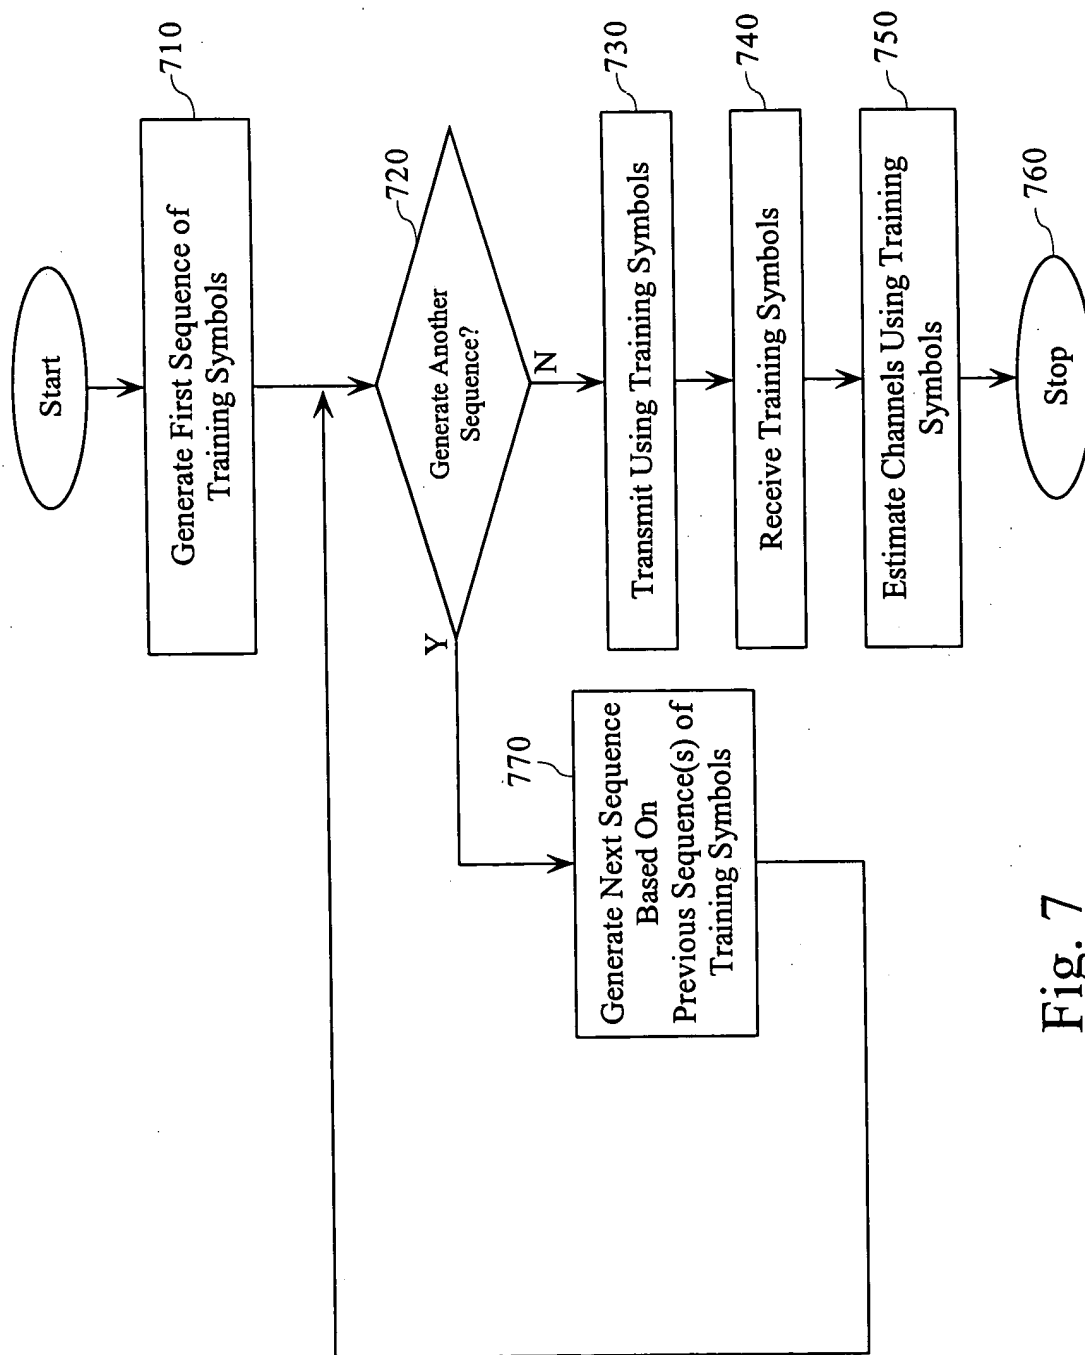 Start
710
Generate First Sequence of
Training Symbols
720
Generate Another
Sequence?
Y
N
770
Generate Next Sequence
Based On
Previous Sequence(s) of
Training Symbols
730
Transmit Using Training Symbols
740
Receive Training Symbols
750
Estimate Channels Using Training
Symbols
760
Stop
Fig. 7